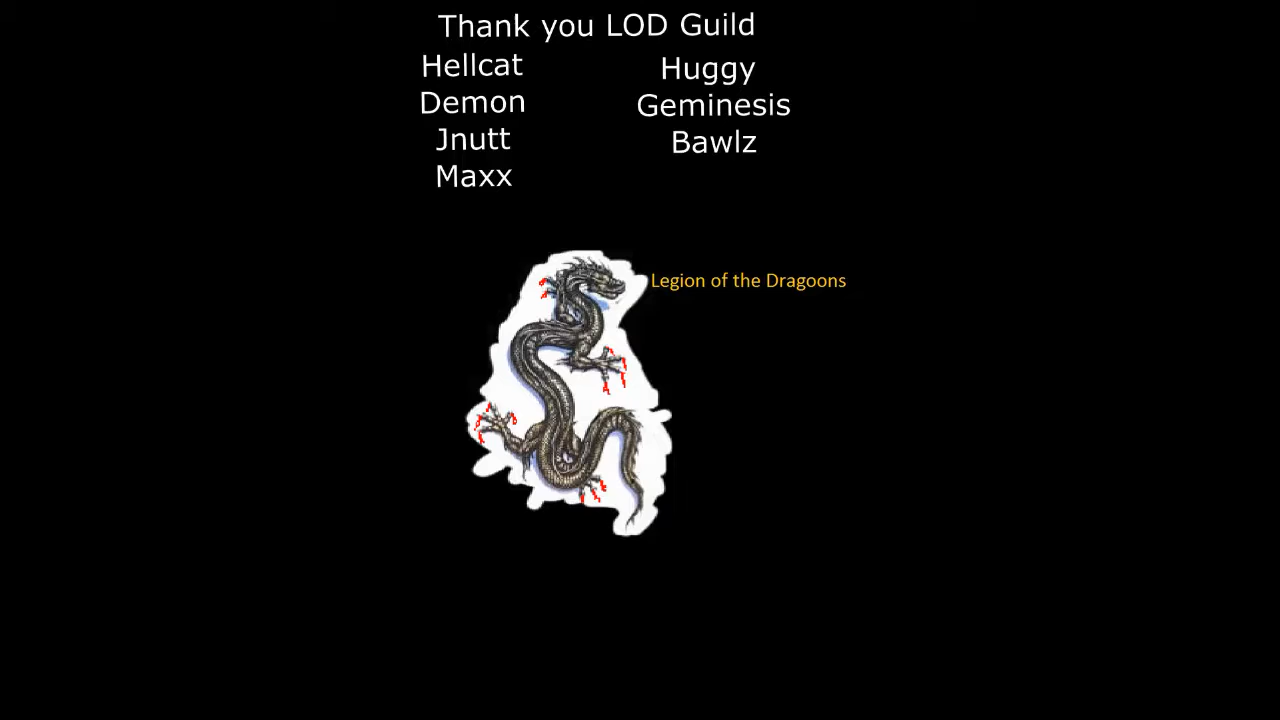 Thank you LOD Guild
Hellcat
Demon
Jnutt
Maxx
Huggy
Geminesis
Bawlz
Legion of the Dragoons